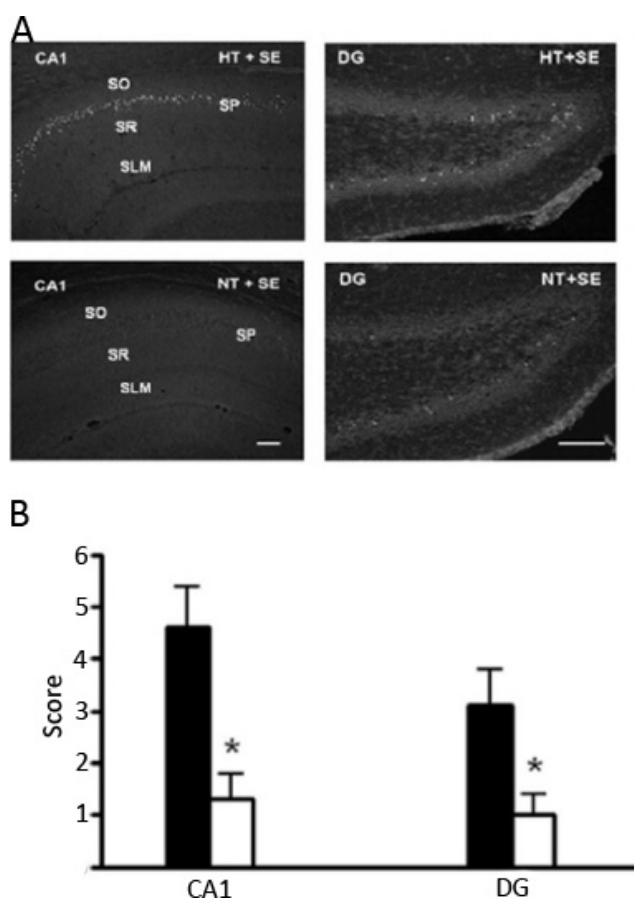 A
CA1 HT + SE
SO
SP
SR
SLM
DG HT+SE
CA1 NT + SE
SO
SP
SR
SLM
DG NT+SE
B
6
5
4
3
2
1
Score
*
*
CA1 DG